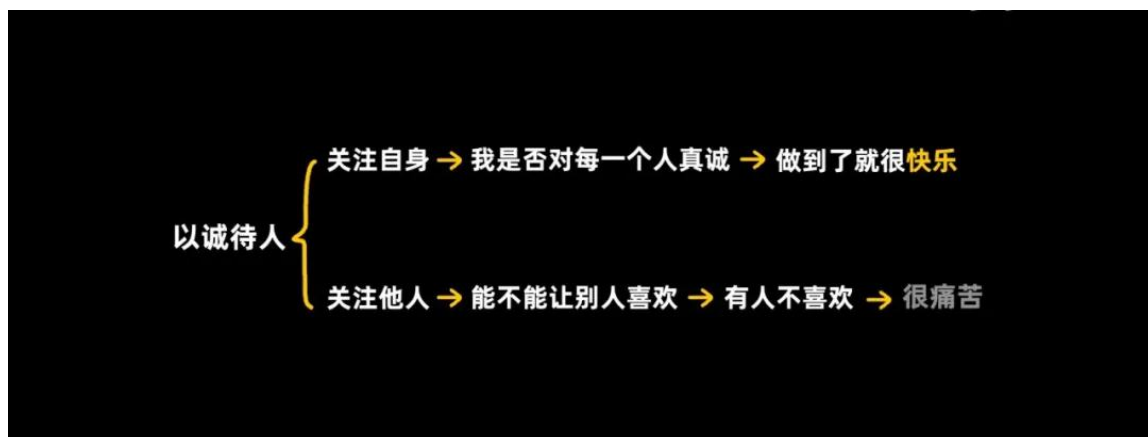 关注自身→我是否对每一个人真诚→做到了就很快乐
以诚待人
关注他人→能不能让别人喜欢→有人不喜欢→很痛苦